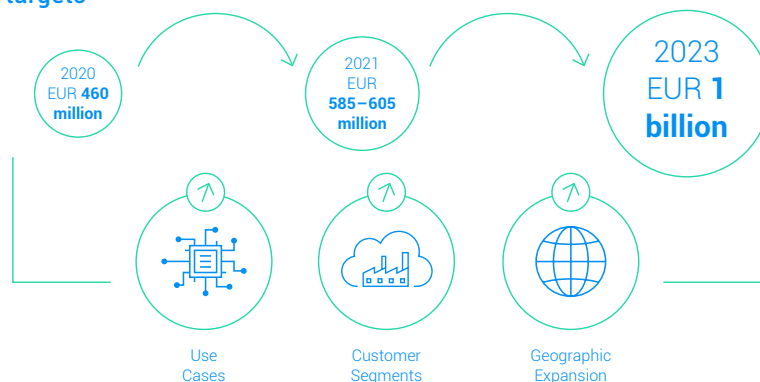 targets
2020
EUR 460
million
2021
EUR
585–605
million
2023
EUR 1
billion
Use
Cases
Customer
Segments
Geographic
Expansion